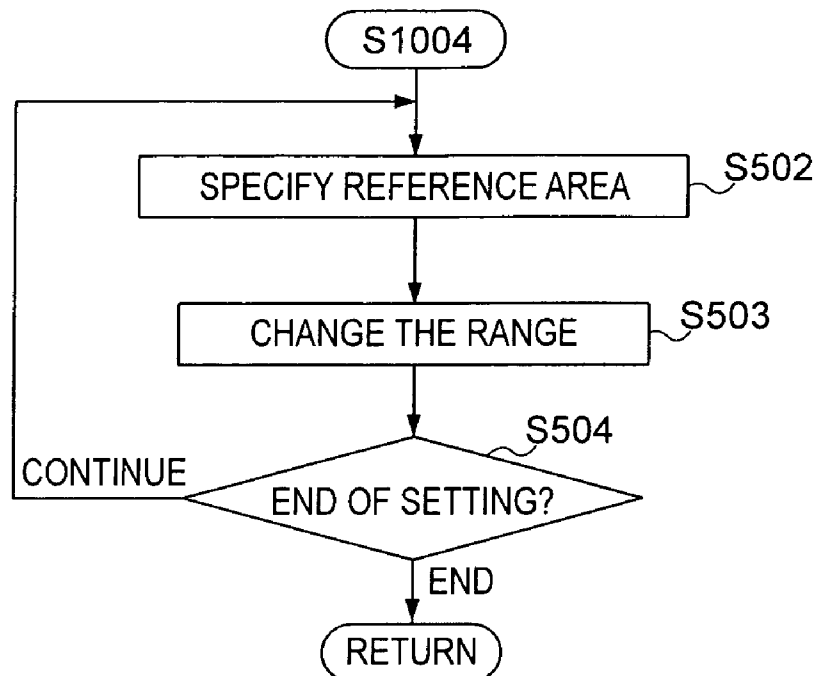 S1004
SPECIFY REFERENCE AREA
S502
CHANGE THE RANGE
S503
S504
CONTINUE
END OF SETTING?
END
RETURN